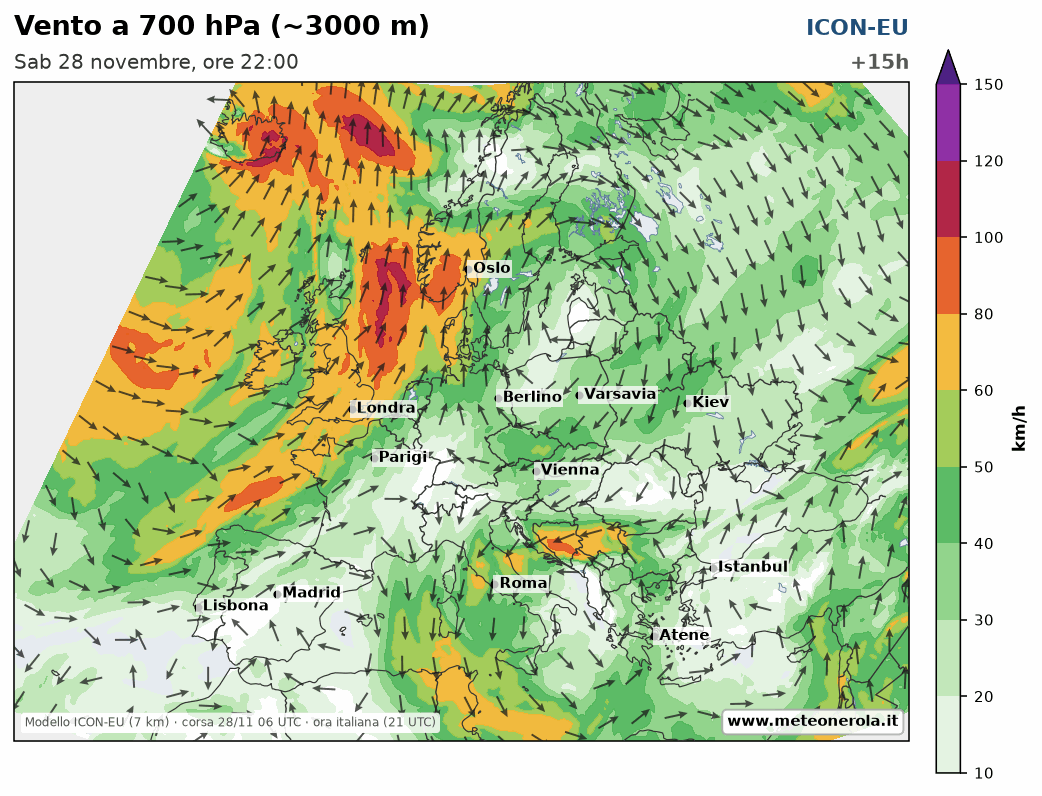 Vento a 700 hPa (~3000 m)
ICON-EU
Sab 28 novembre, ore 22:00
+15h
150
120
100
80
60
50
40
30
20
10
km/h
Oslo
Berlino
Varsavia
Kiev
Londra
Parigi
Vienna
Istanbul
Roma
Madrid
Lisbona
Atene
Modello ICON-EU (7 km) · corsa 28/11 06 UTC · ora italiana (21 UTC)
www.meteonerola.it